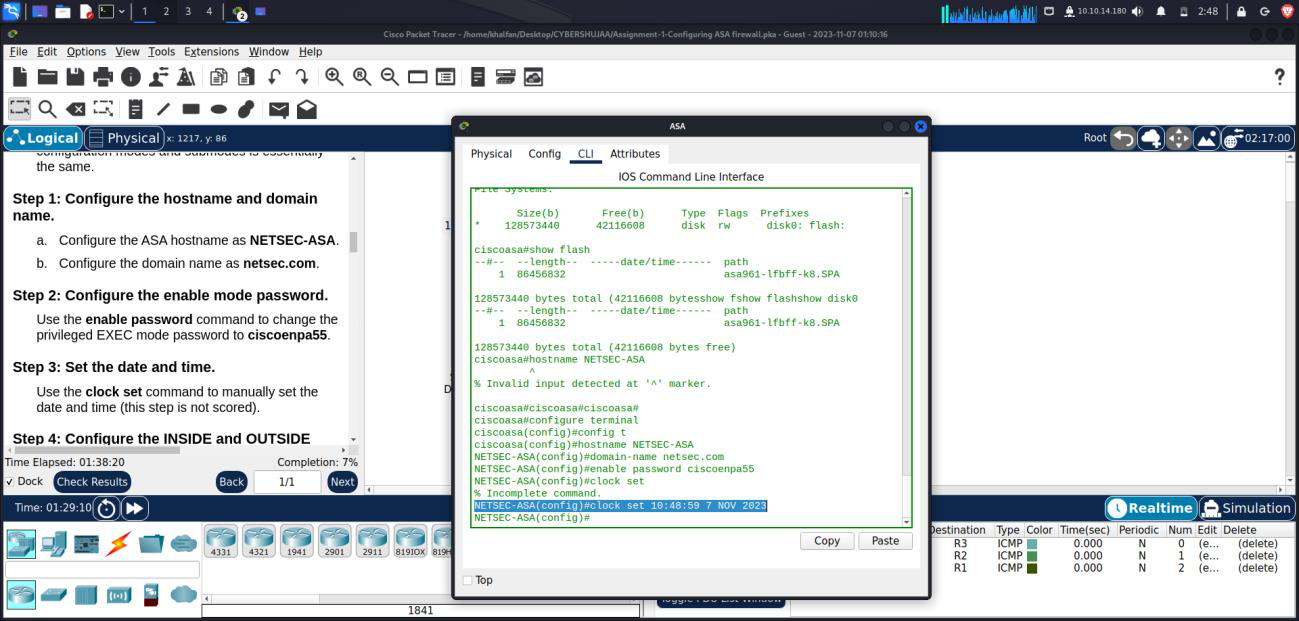 1 2 3 4 2 10.10.14.180 2:48
Cisco Packet Tracer - /home/khalfan/Desktop/CYBERSHUJAA/Assignment-1-Configuring ASA firewall.pka - Guest - 2023-11-07 01:10:16
File Edit Options View Tools Extensions Window Help
Logical Physical x: 1217, y: 86
Root 02:17:00
configuration modes and submodes is essentially
the same.
Step 1: Configure the hostname and domain
name.
a. Configure the ASA hostname as NETSEC-ASA.
b. Configure the domain name as netsec.com.
Step 2: Configure the enable mode password.
Use the enable password command to change the
privileged EXEC mode password to ciscoenpa55.
Step 3: Set the date and time.
Use the clock set command to manually set the
date and time (this step is not scored).
Step 4: Configure the INSIDE and OUTSIDE
Time Elapsed: 01:38:20 Completion: 7%
Dock Check Results Back 1/1 Next
Time: 01:29:10
Realtime Simulation
4331 4321 1941 2901 2911 819IOX 819H
1841
ASA
Physical Config CLI Attributes
IOS Command Line Interface
File Systems:
Size(b) Free(b) Type Flags Prefixes
* 128573440 42116608 disk rw disk0: flash:
ciscoasa#show flash
--#-- --length-- -----date/time------ path
1 86456832 asa961-lfbff-k8.SPA
128573440 bytes total (42116608 bytesshow fshow flashshow disk0
--#-- --length-- -----date/time------ path
1 86456832 asa961-lfbff-k8.SPA
128573440 bytes total (42116608 bytes free)
ciscoasa#hostname NETSEC-ASA
^
% Invalid input detected at '^' marker.
ciscoasa#ciscoasa#ciscoasa#
ciscoasa#configure terminal
ciscoasa(config)#config t
ciscoasa(config)#hostname NETSEC-ASA
NETSEC-ASA(config)#domain-name netsec.com
NETSEC-ASA(config)#enable password ciscoenpa55
NETSEC-ASA(config)#clock set
% Incomplete command.
NETSEC-ASA(config)#clock set 10:48:59 7 NOV 2023
NETSEC-ASA(config)#
Copy Paste
Top
Destination Type Color Time(sec) Periodic Num Edit Delete
R3 ICMP 0.000 N 0 (e... (delete)
R2 ICMP 0.000 N 1 (e... (delete)
R1 ICMP 0.000 N 2 (e... (delete)
Toggle PDU List Window